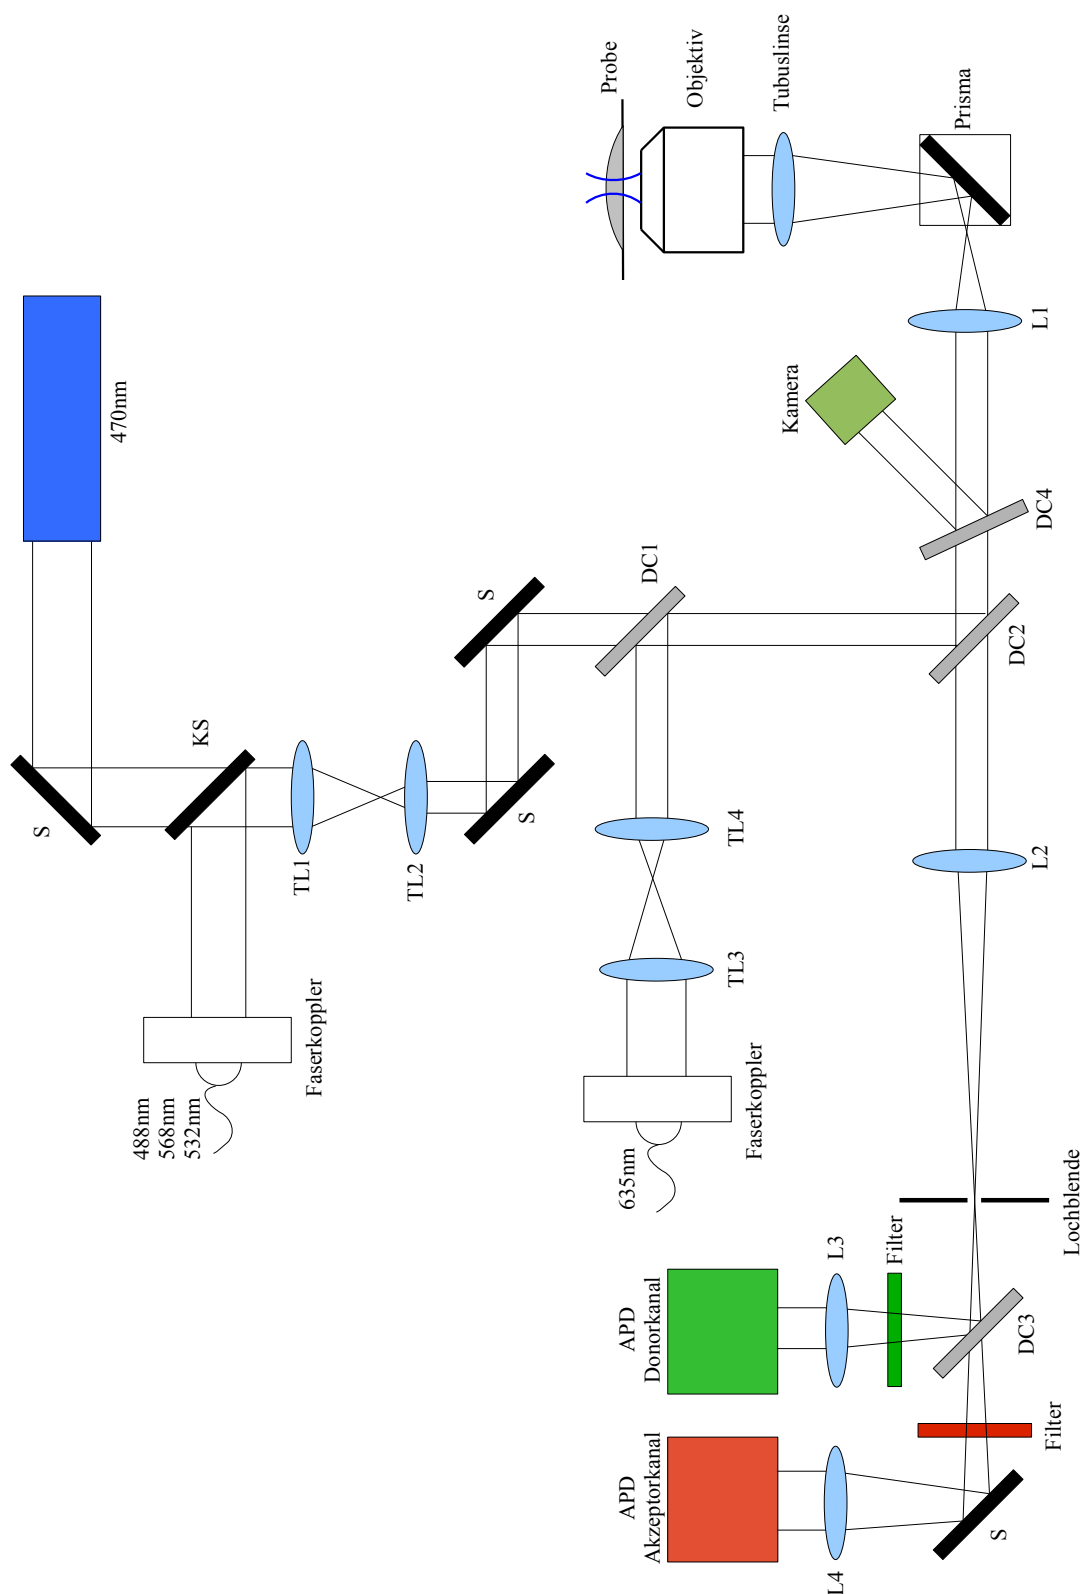 Probe
Objektiv
Tubuslinse
Prisma
L1
470nm
Kamera
DC4
S
DC1
DC2
S
KS
TL1
TL2
S
TL4
TL3
L2
Faserkoppler
488nm
568nm
532nm
Faserkoppler
635nm
Lochblende
L3
Filter
APD
Donorkanal
DC3
Filter
APD
Akzeptorkanal
L4
S